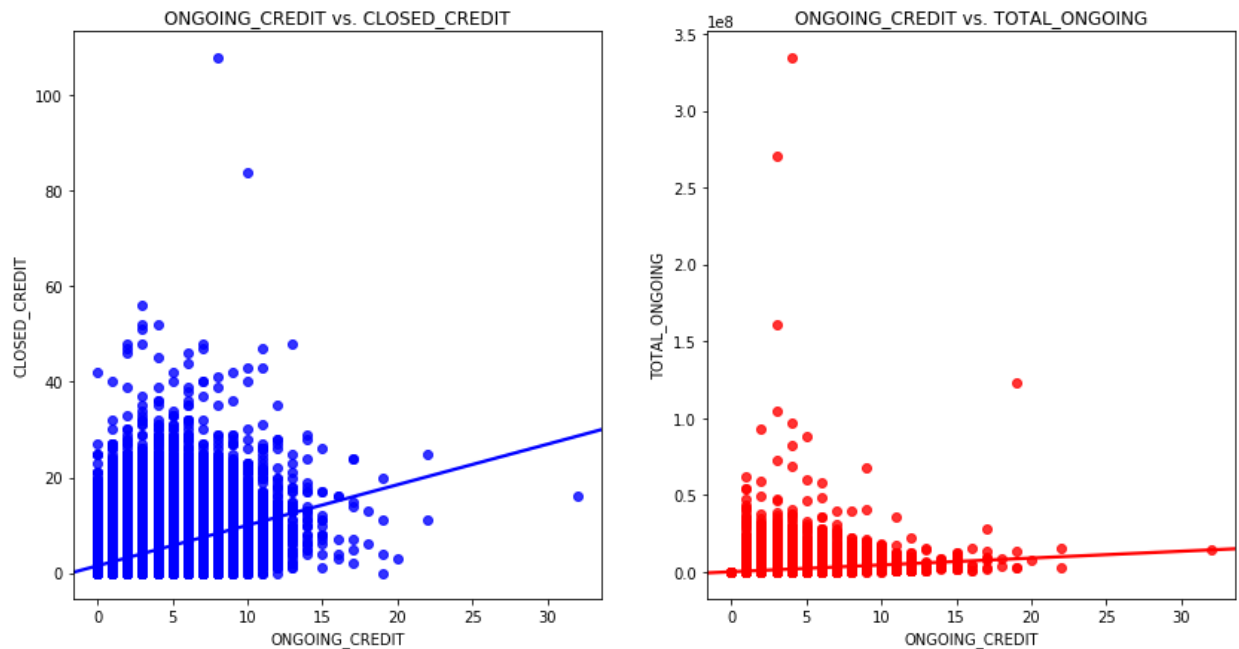 ONGOING_CREDIT vs. CLOSED_CREDIT
100
80
60
40
20
0
CLOSED_CREDIT
0 5 10 15 20 25 30
ONGOING_CREDIT
ONGOING_CREDIT vs. TOTAL_ONGOING
1e8
3.5
3.0
2.5
2.0
1.5
1.0
0.5
0.0
TOTAL_ONGOING
0 5 10 15 20 25 30
ONGOING_CREDIT